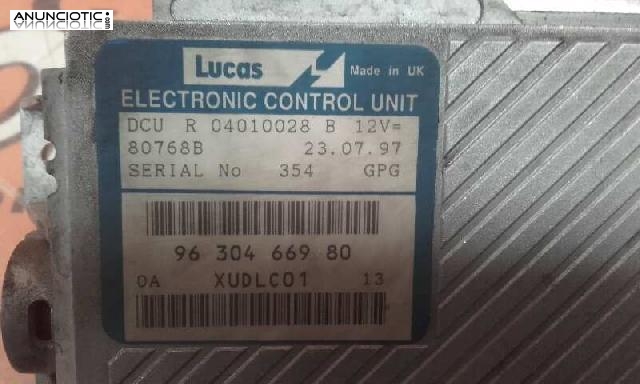 ANUNCIOTIC
.com
Lucas
Made in UK
ELECTRONIC CONTROL UNIT
DCU R 04010028 B 12V=
80768B 23.07.97
SERIAL No 354 GPG
96 304 669 80
0A XUDLC01 13